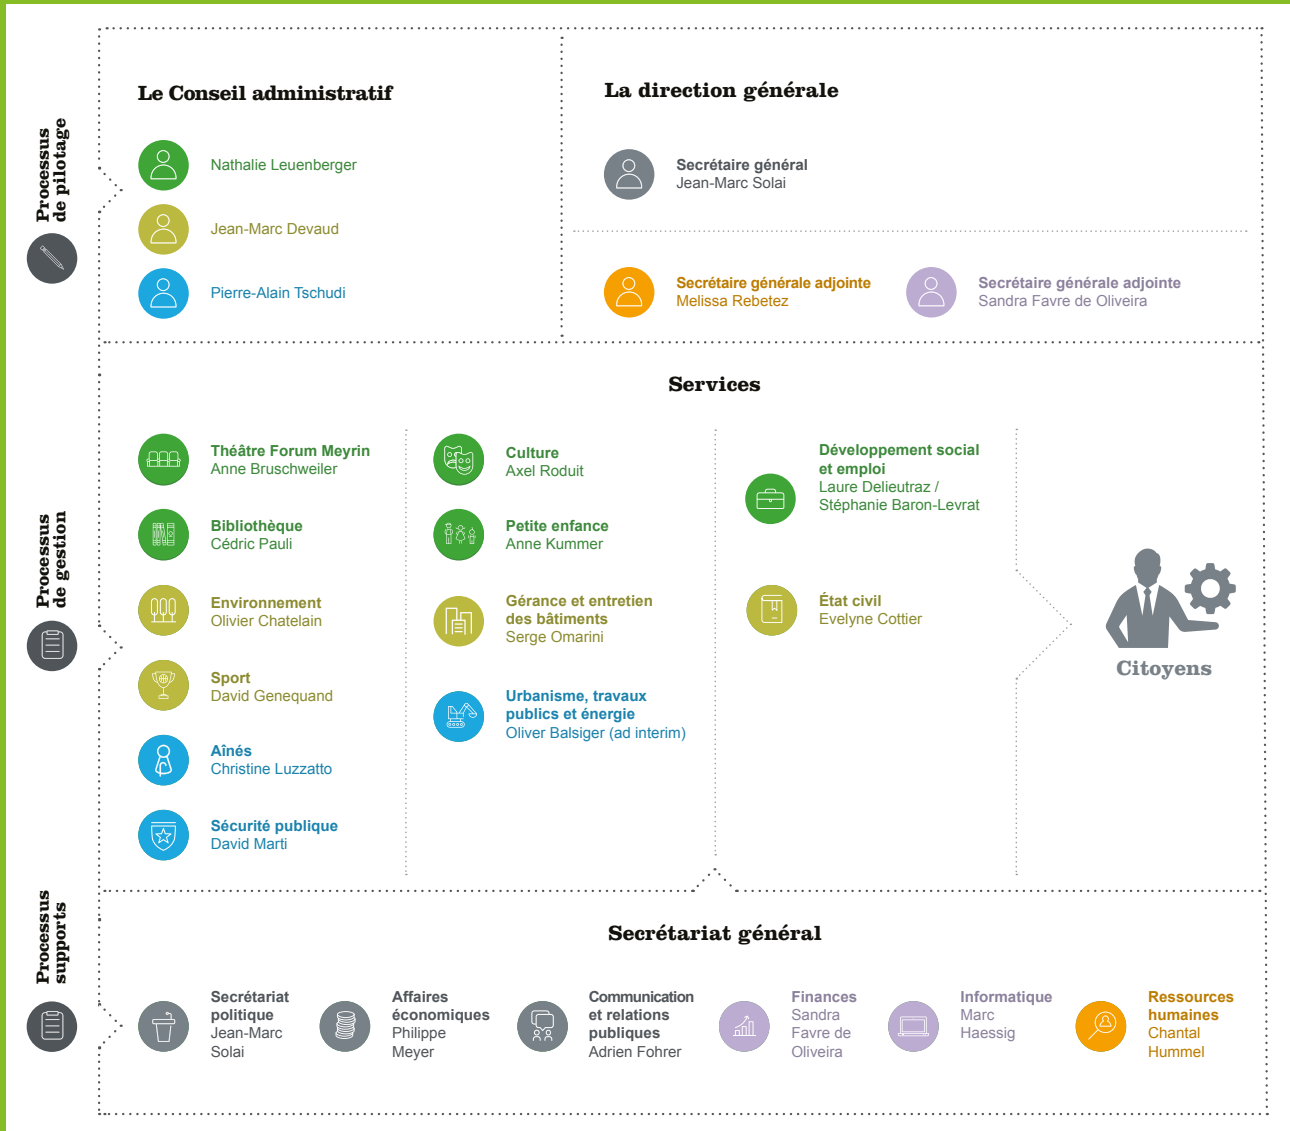 Processus
de pilotage
Le Conseil administratif
Nathalie Leuenberger
Jean-Marc Devaud
Pierre-Alain Tschudi
La direction générale
Secrétaire général
Jean-Marc Solai
Secrétaire générale adjointe
Melissa Rebetez
Secrétaire générale adjointe
Sandra Favre de Oliveira
Processus
de gestion
Services
Théâtre Forum Meyrin
Anne Bruschweiler
Bibliothèque
Cédric Pauli
Environnement
Olivier Chatelain
Sport
David Genequand
Aînés
Christine Luzzatto
Sécurité publique
David Marti
Culture
Axel Roduit
Petite enfance
Anne Kummer
Gérance et entretien
des bâtiments
Serge Omarini
Urbanisme, travaux
publics et énergie
Oliver Balsiger (ad interim)
Développement social
et emploi
Laure Delieutraz /
Stéphanie Baron-Levrat
État civil
Evelyne Cottier
Citoyens
Processus
supports
Secrétariat général
Secrétariat
politique
Jean-Marc
Solai
Affaires
économiques
Philippe
Meyer
Communication
et relations
publiques
Adrien Fohrer
Finances
Sandra
Favre de
Oliveira
Informatique
Marc
Haessig
Ressources
humaines
Chantal
Hummel